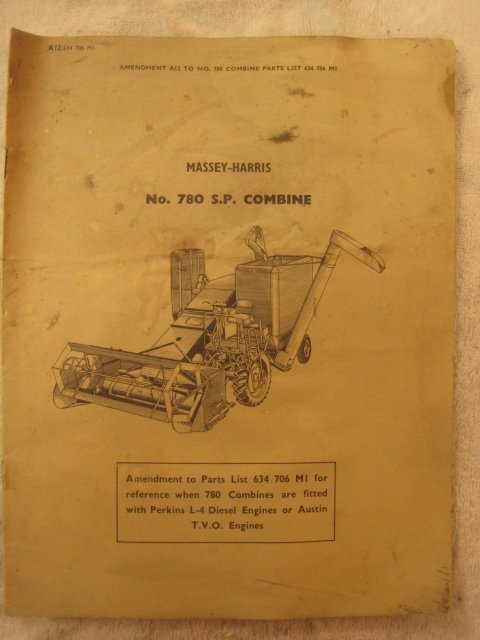 A12/634 706 M1
AMENDMENT A12 TO No. 780 COMBINE PARTS LIST 634 706 M1
MASSEY-HARRIS
No. 780 S.P. COMBINE
Amendment to Parts List 634 706 M1 for
reference when 780 Combines are fitted
with Perkins L-4 Diesel Engines or Austin
T.V.O. Engines